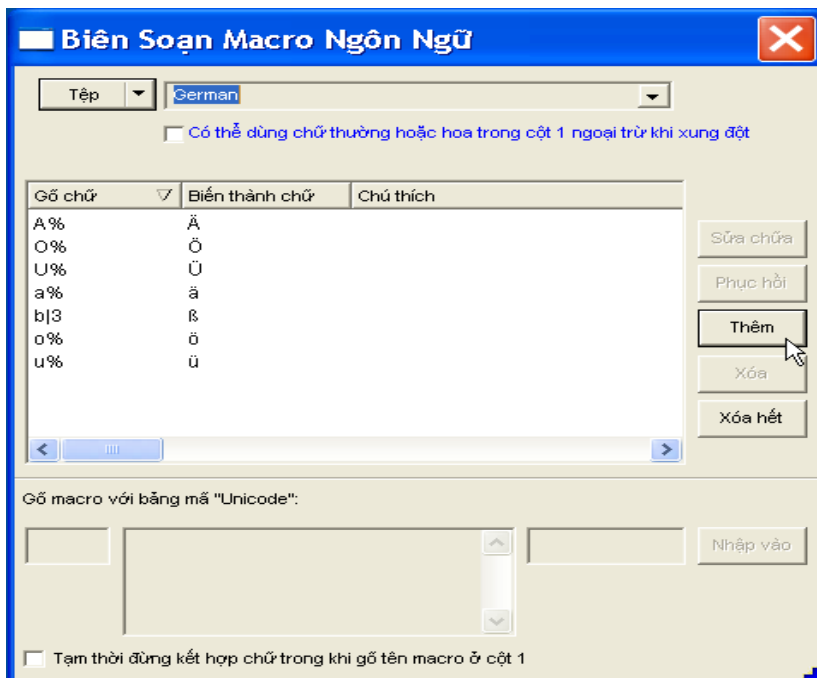 Biên Soạn Macro Ngôn Ngữ
Tệp German
Có thể dùng chữ thường hoặc hoa trong cột 1 ngoại trừ khi xung đột
Gõ chữ Biến thành chữ Chú thích
A% Ä
O% Ö
U% Ü
a% ä
b|3 ß
o% ö
u% ü
Sửa chữa
Phục hồi
Thêm
Xóa
Xóa hết
Gõ macro với bảng mã "Unicode":
Nhập vào
Tạm thời đừng kết hợp chữ trong khi gõ tên macro ở cột 1